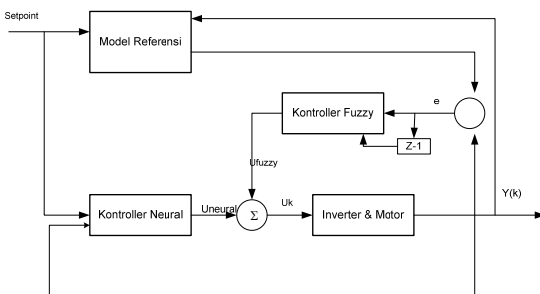 Setpoint
Model Referensi
e
Kontroller Fuzzy
Z-1
Ufuzzy
Y(k)
Kontroller Neural
Uneural
Σ
Uk
Inverter & Motor